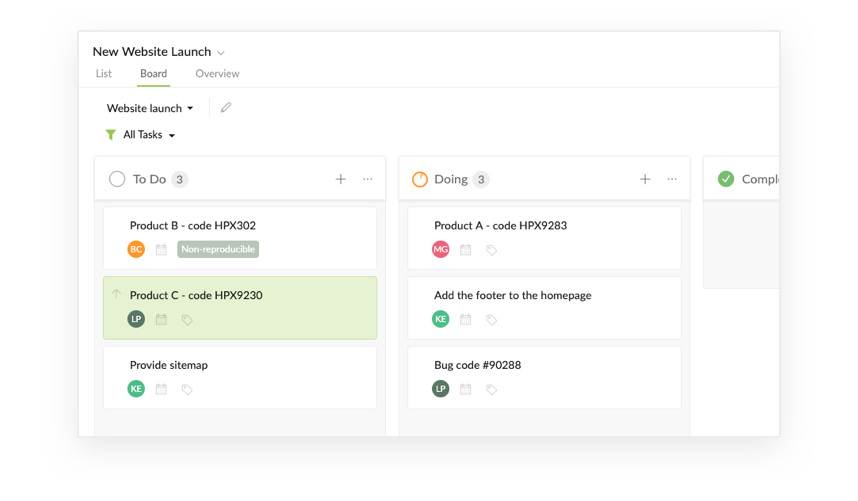 New Website Launch
List Board Overview
Website launch
All Tasks
To Do 3
Product B - code HPX302
BC Non-reproducible
Product C - code HPX9230
LP
Provide sitemap
KE
Doing 3
Product A - code HPX9283
MG
Add the footer to the homepage
KE
Bug code #90288
LP
Compl